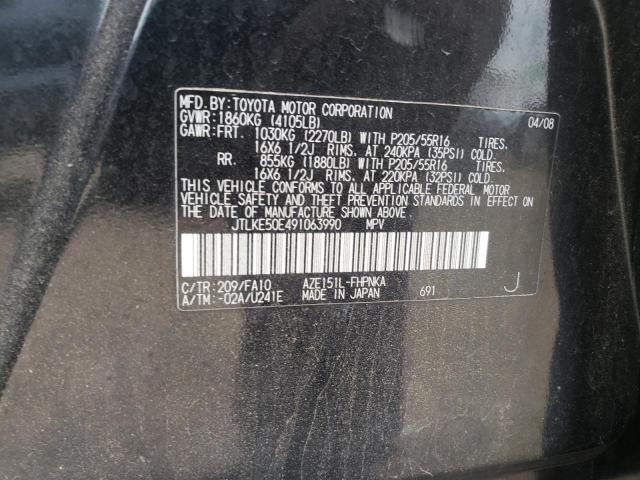 MFD. BY: TOYOTA MOTOR CORPORATION 04/08
GVWR: 1860KG (4105LB)
GAWR: FRT. 1030KG (2270LB) WITH P205/55R16 TIRES.
16X6 1/2J RIMS. AT 240KPA (35PSI) COLD.
RR. 855KG (1880LB) WITH P205/55R16 TIRES.
16X6 1/2J RIMS. AT 220KPA (32PSI) COLD.
THIS VEHICLE CONFORMS TO ALL APPLICABLE FEDERAL MOTOR
VEHICLE SAFETY AND THEFT PREVENTION STANDARDS IN EFFECT
ON THE DATE OF MANUFACTURE SHOWN ABOVE.
JTLKE50E491063990 MPV
C/TR: 209/FA10 AZE151L-FHPNKA J
A/TM: -02A/U241E MADE IN JAPAN 691